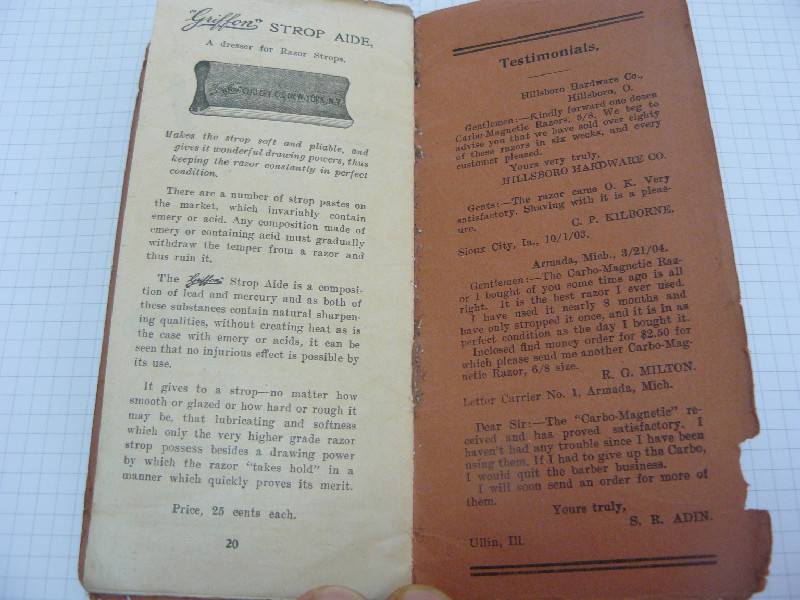 "Griffon" STROP AIDE,
A dressor for Razor Strops.
Griffon CUTLERY CO. NEW-YORK, N.Y.
Makes the strop soft and pliable, and
gives it wonderful drawing powers, thus
keeping the razor constantly in perfect
condition.
There are a number of strop pastes on
the market, which invariably contain
emery or acid. Any composition made of
emery or containing acid must gradually
withdraw the temper from a razor and
thus ruin it.
The Griffon Strop Aide is a composi-
tion of lead and mercury and as both of
these substances contain natural sharpen-
ing qualities, without creating heat as is
the case with emery or acids, it can be
seen that no injurious effect is possible by
its use.
It gives to a strop—no matter how
smooth or glazed or how hard or rough it
may be, that lubricating and softness
which only the very higher grade razor
strop possess besides a drawing power
by which the razor "takes hold" in a
manner which quickly proves its merit.
Price, 25 cents each.
20
Testimonials,
Hillsboro Hardware Co.,
Hillsboro, O.
Gentlemen:—Kindly forward one dozen
Carbo-Magnetic Razors, 5/8. We beg to
advise you that we have sold over eighty
of these razors in six weeks, and every
customer pleased.
Yours very truly,
HILLSBORO HARDWARE CO.
Gents:—The razor came O. K. Very
satisfactory. Shaving with it is a pleas-
ure.
C. P. KILBORNE.
Sioux City, Ia., 10/1/03.
Armada, Mich., 3/21/04.
Gentlemen:—The Carbo-Magnetic Raz-
or I bought of you some time ago is all
right. It is the best razor I ever used.
I have used it nearly 8 months and
have only stropped it once, and it is in as
perfect condition as the day I bought it.
Inclosed find money order for $2.50 for
which please send me another Carbo-Mag-
netic Razor, 6/8 size.
R. G. MILTON.
Letter Carrier No. 1, Armada, Mich.
Dear Sir:—The "Carbo-Magnetic" re-
ceived and has proved satisfactory. I
haven't had any trouble since I have been
using them. If I had to give up the Carbo,
I would quit the barber business.
I will soon send an order for more of
them.
Yours truly,
S. R. ADIN.
Ullin, Ill.